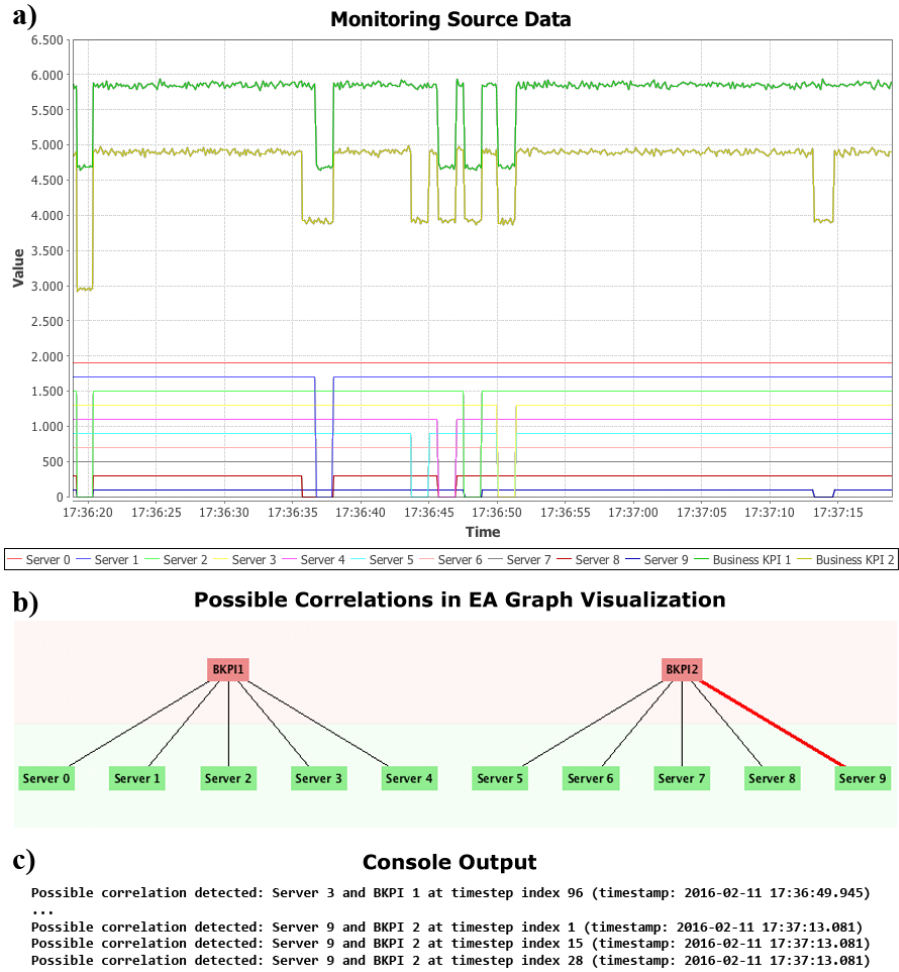 a)
Monitoring Source Data
6.500
6.000
5.500
5.000
4.500
4.000
3.500
3.000
2.500
2.000
1.500
1.000
500
0
Value
17:36:20 17:36:25 17:36:30 17:36:35 17:36:40 17:36:45 17:36:50 17:36:55 17:37:00 17:37:05 17:37:10 17:37:15
Time
Server 0 Server 1 Server 2 Server 3 Server 4 Server 5 Server 6 Server 7 Server 8 Server 9 Business KPI 1 Business KPI 2
b)
Possible Correlations in EA Graph Visualization
BKPI1 BKPI2
Server 0 Server 1 Server 2 Server 3 Server 4 Server 5 Server 6 Server 7 Server 8 Server 9
c)
Console Output
Possible correlation detected: Server 3 and BKPI 1 at timestep index 96 (timestamp: 2016-02-11 17:36:49.945)
...
Possible correlation detected: Server 9 and BKPI 2 at timestep index 1 (timestamp: 2016-02-11 17:37:13.081)
Possible correlation detected: Server 9 and BKPI 2 at timestep index 15 (timestamp: 2016-02-11 17:37:13.081)
Possible correlation detected: Server 9 and BKPI 2 at timestep index 28 (timestamp: 2016-02-11 17:37:13.081)